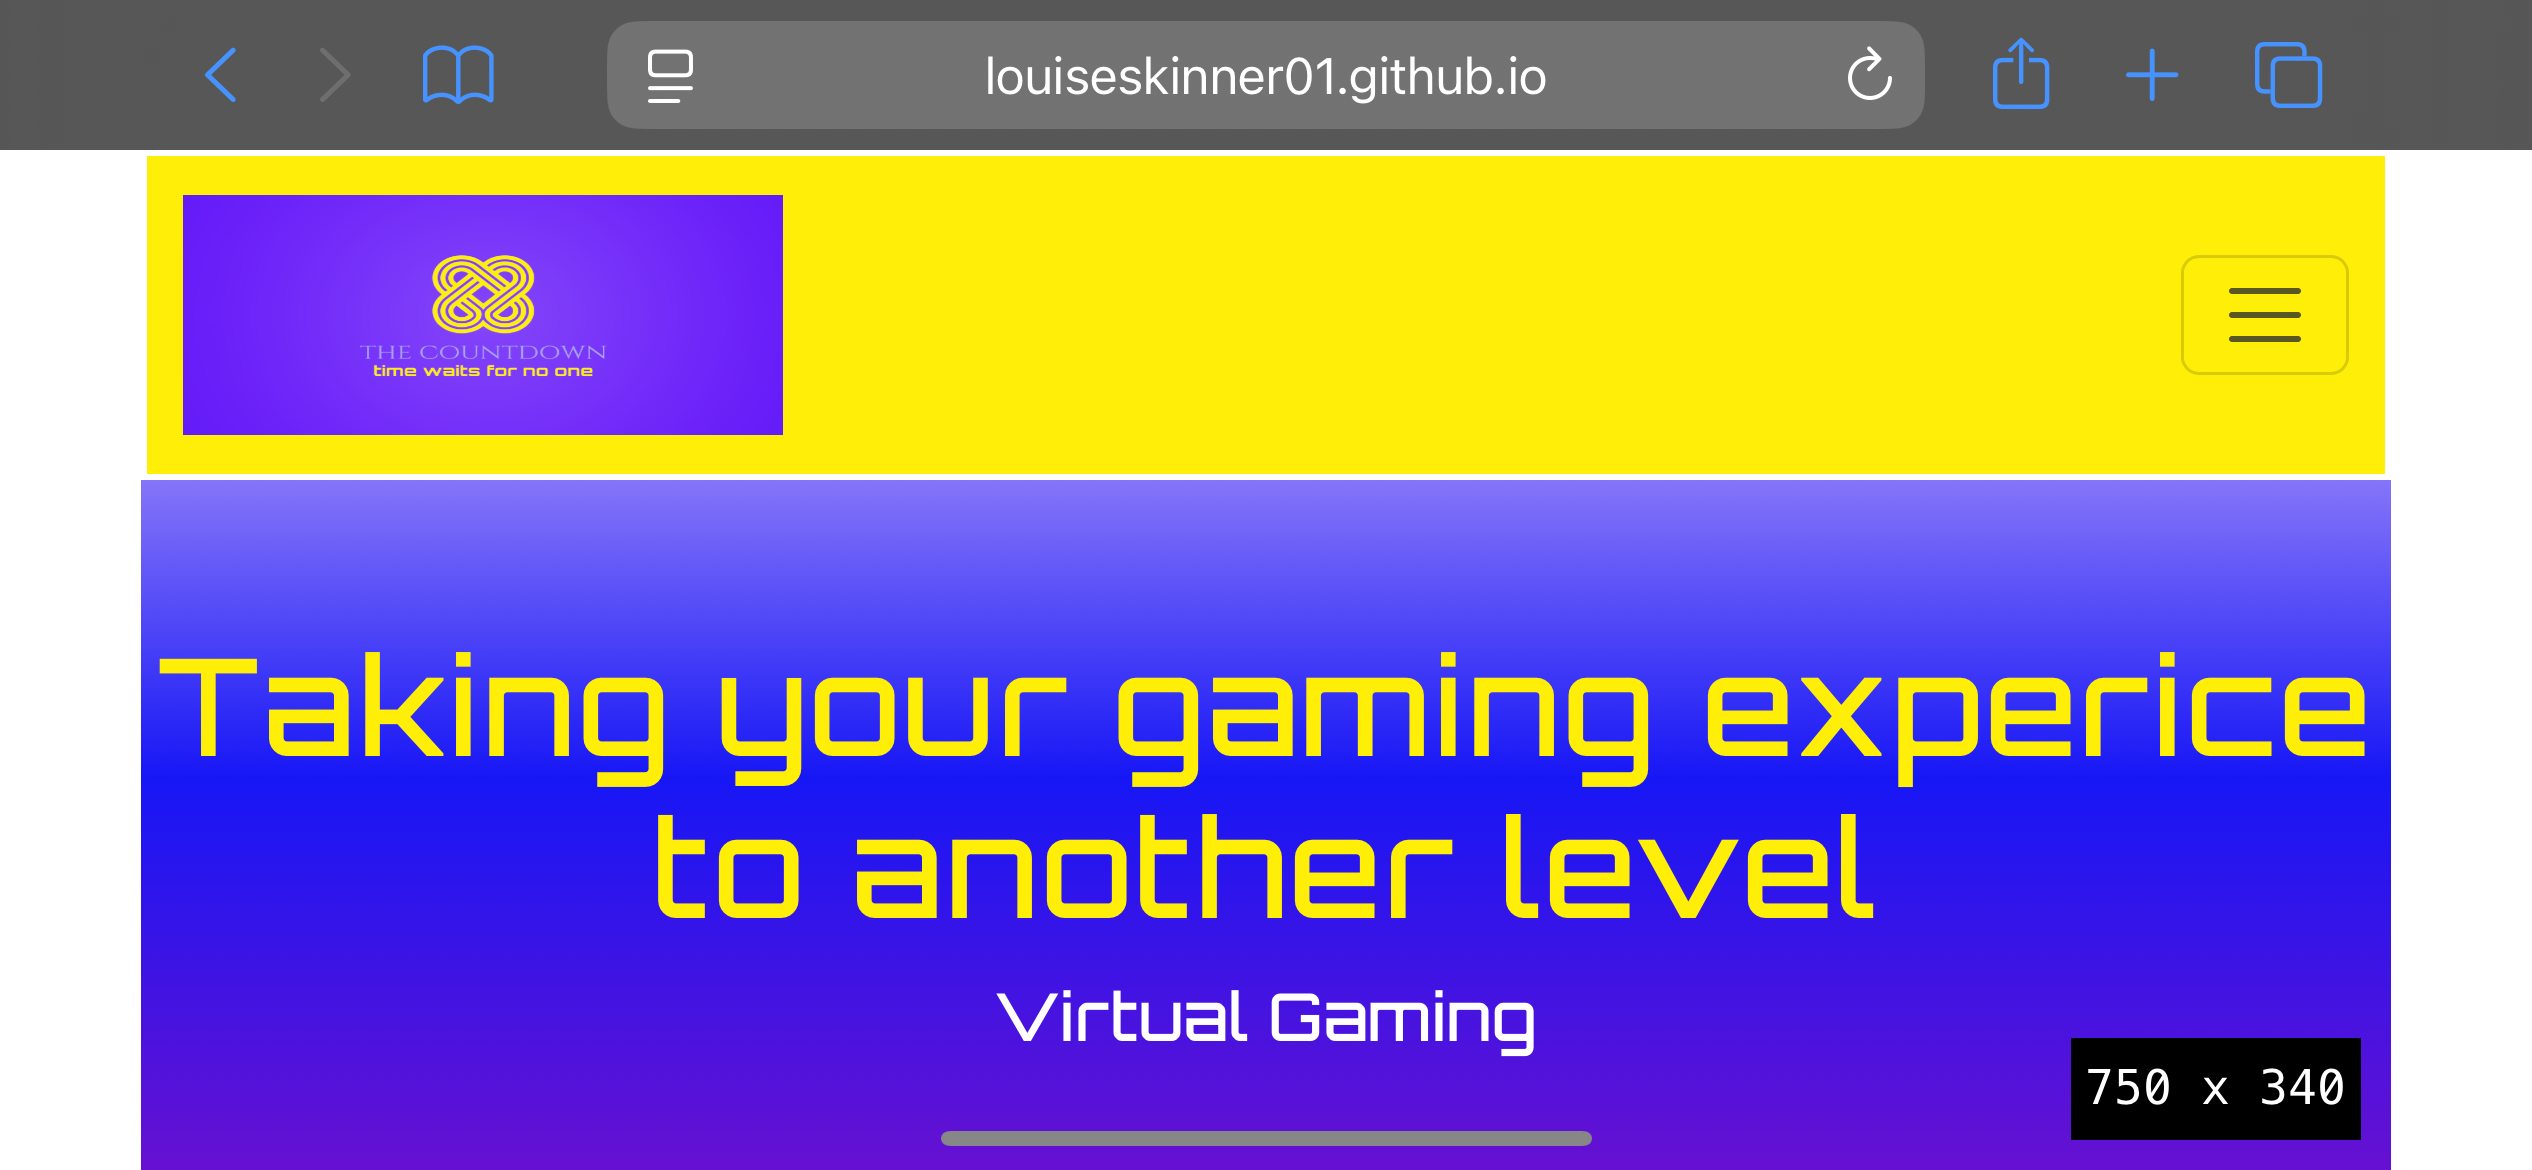 louiseskinner01.github.io
THE COUNTDOWN
time waits for no one
Taking your gaming experice
to another level
Virtual Gaming
750 x 340